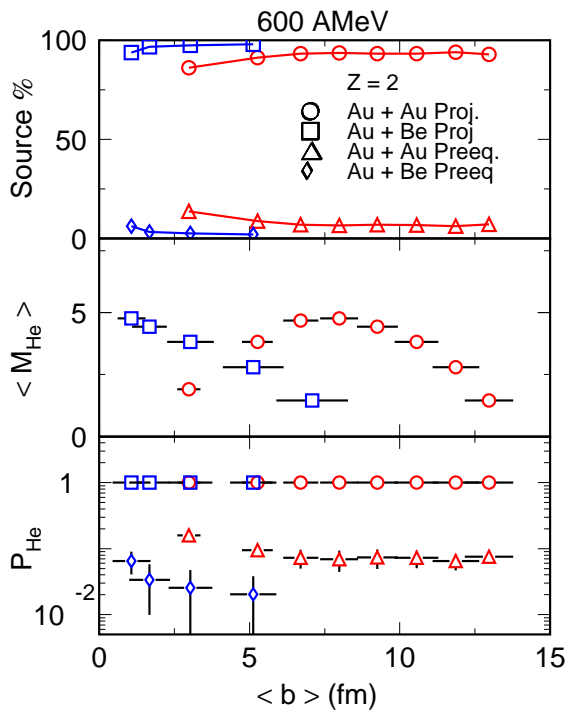 600 AMeV
100
50
0
Source %
Z = 2
Au + Au Proj.
Au + Be Proj
Au + Au Preeq.
Au + Be Preeq
5
0
< M_He >
1
10^-2
P_He
0
5
10
15
< b > (fm)